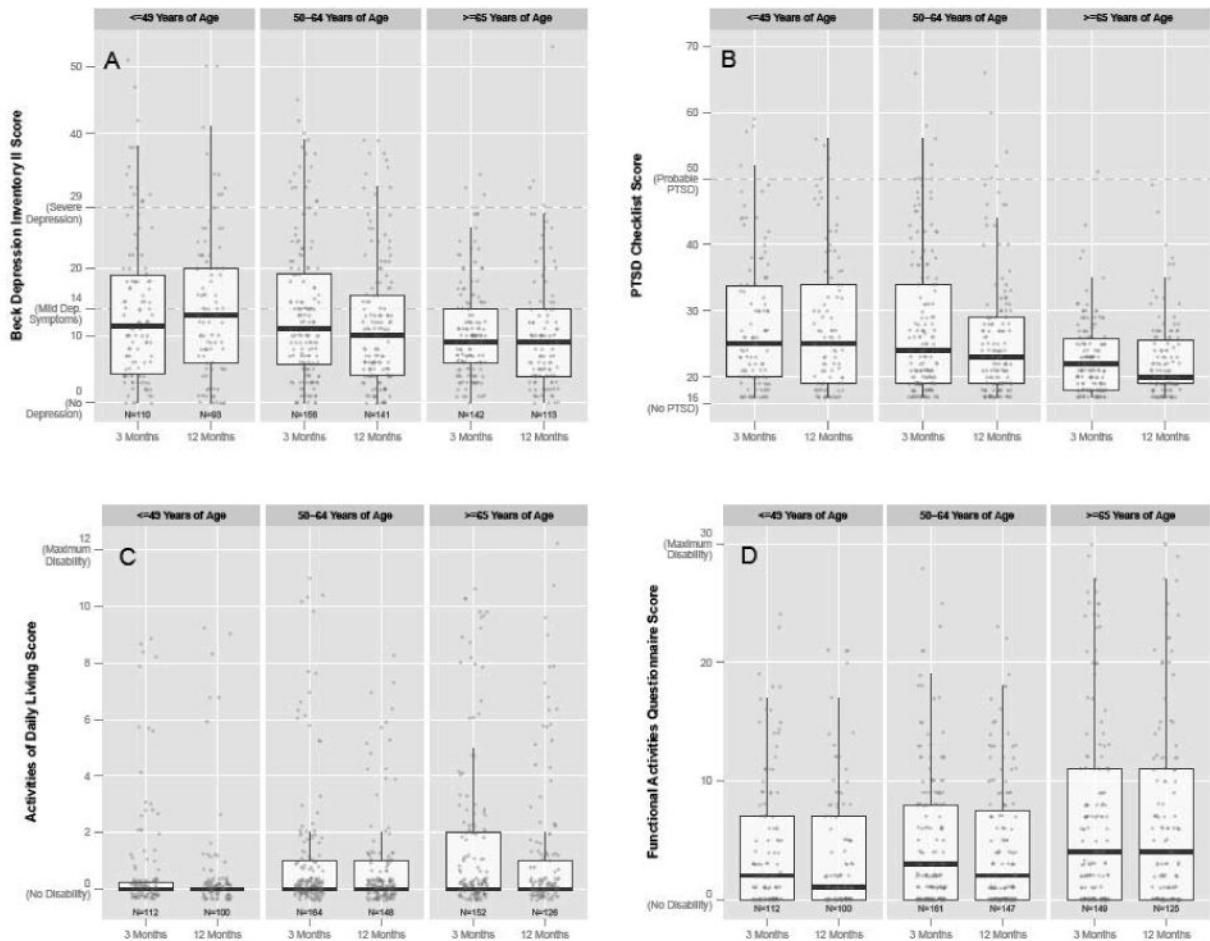 A
<=49 Years of Age
50–64 Years of Age
>=65 Years of Age
Beck Depression Inventory II Score
50
40
29
(Severe
Depression)
20
14
(Mild Dep.
Symptoms)
10
0
(No
Depression)
N=110
N=93
N=156
N=141
N=142
N=113
3 Months
12 Months
3 Months
12 Months
3 Months
12 Months
B
<=49 Years of Age
50–64 Years of Age
>=65 Years of Age
PTSD Checklist Score
70
60
50
(Probable
PTSD)
40
30
20
16
(No PTSD)
3 Months
12 Months
3 Months
12 Months
3 Months
12 Months
C
<=49 Years of Age
50–64 Years of Age
>=65 Years of Age
Activities of Daily Living Score
12
(Maximum
Disability)
10
8
6
4
2
0
(No Disability)
N=112
N=100
N=164
N=148
N=152
N=126
3 Months
12 Months
3 Months
12 Months
3 Months
12 Months
D
<=49 Years of Age
50–64 Years of Age
>=65 Years of Age
Functional Activities Questionnaire Score
30
(Maximum
Disability)
20
10
0
(No Disability)
N=112
N=100
N=161
N=147
N=149
N=125
3 Months
12 Months
3 Months
12 Months
3 Months
12 Months